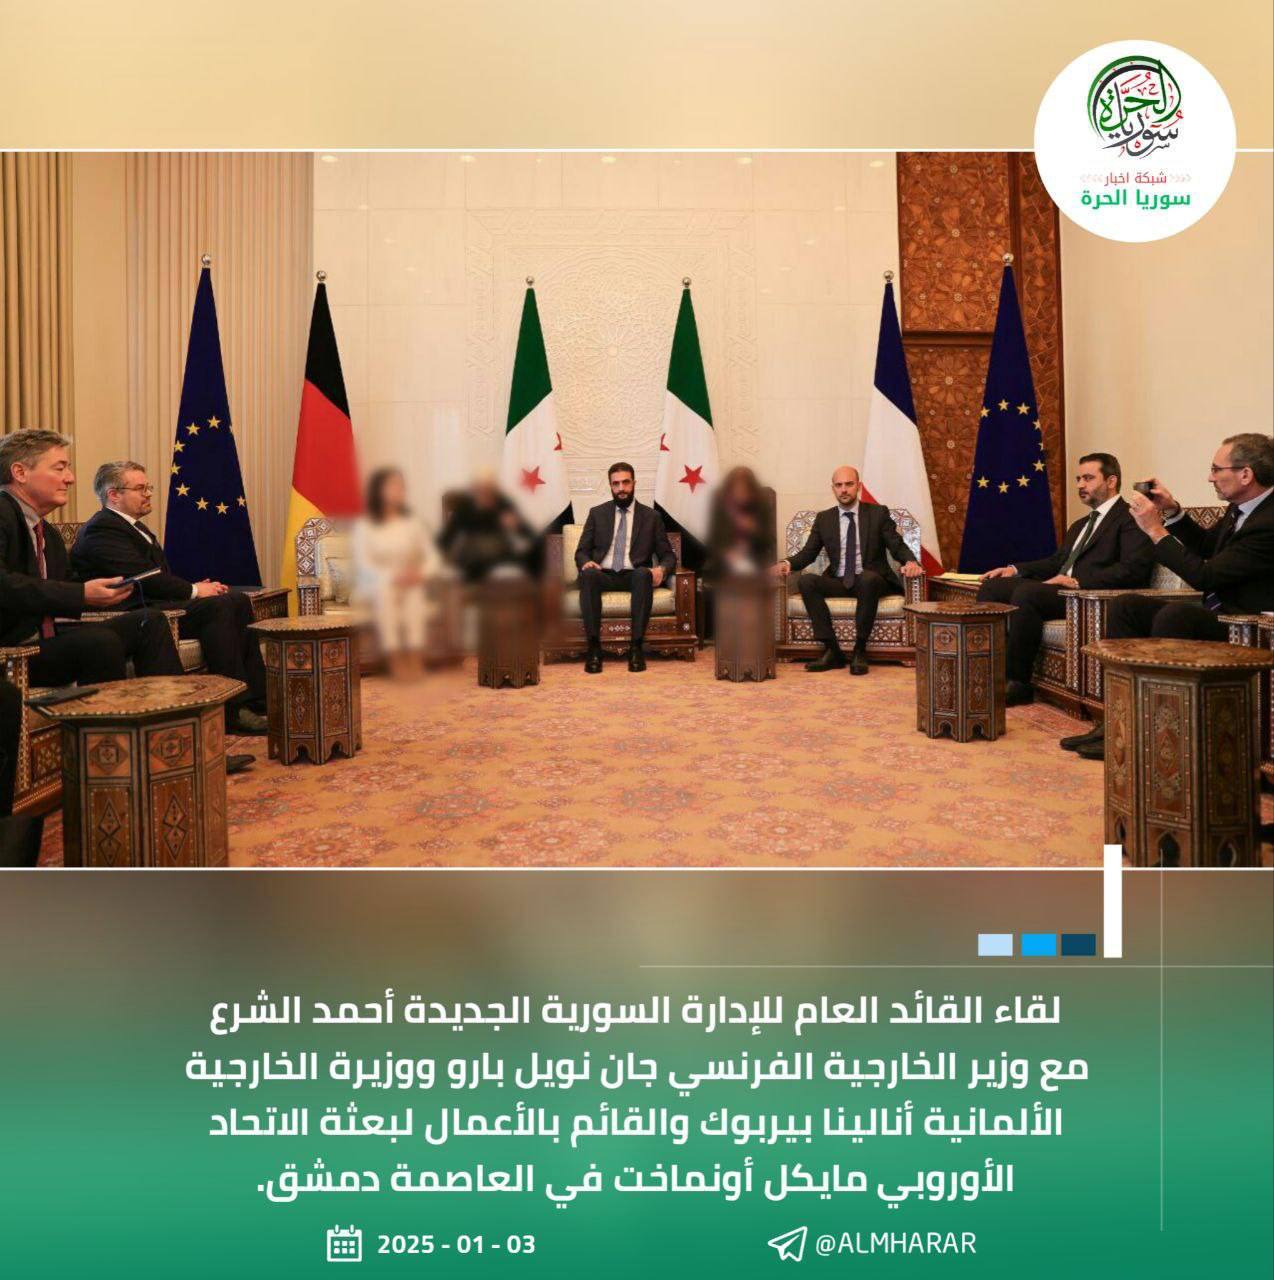 الحرة
سوريا
شبكة اخبار
سوريا الحرة
لقاء القائد العام للإدارة السورية الجديدة أحمد الشرع
مع وزير الخارجية الفرنسي جان نويل بارو ووزيرة الخارجية
الألمانية أنالينا بيربوك والقائم بالأعمال لبعثة الاتحاد
الأوروبي مايكل أونماخت في العاصمة دمشق.
2025 - 01 - 03
@ALMHARAR